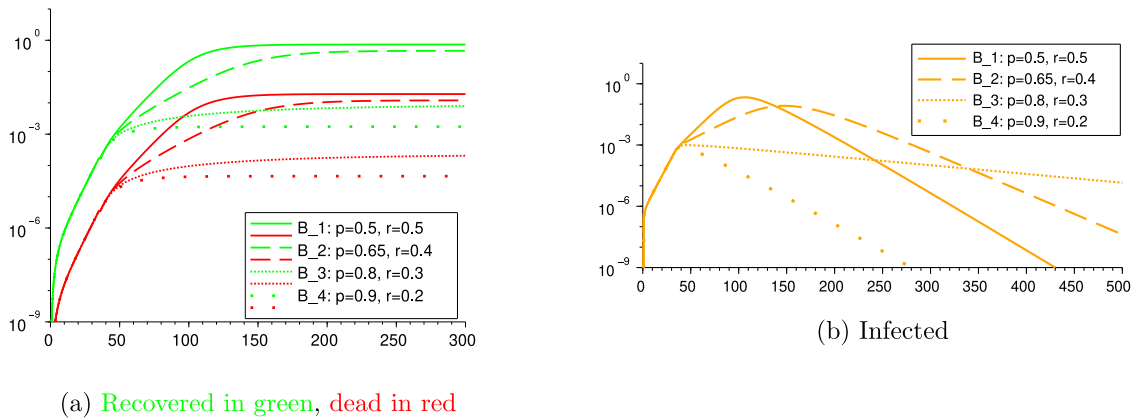 10^0
10^-3
10^-6
10^-9
0 50 100 150 200 250 300
B_1: p=0.5, r=0.5
B_2: p=0.65, r=0.4
B_3: p=0.8, r=0.3
B_4: p=0.9, r=0.2
(a) Recovered in green, dead in red
10^0
10^-3
10^-6
10^-9
0 50 100 150 200 250 300 350 400 450 500
B_1: p=0.5, r=0.5
B_2: p=0.65, r=0.4
B_3: p=0.8, r=0.3
B_4: p=0.9, r=0.2
(b) Infected